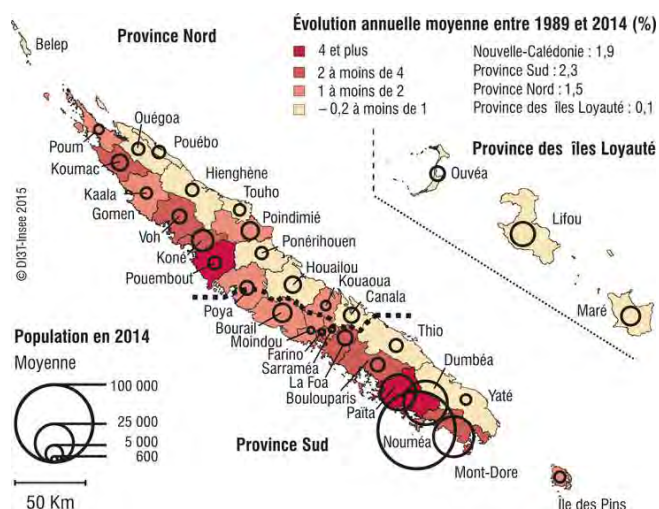 Évolution annuelle moyenne entre 1989 et 2014 (%)
4 et plus
2 à moins de 4
1 à moins de 2
– 0,2 à moins de 1
Nouvelle-Calédonie : 1,9
Province Sud : 2,3
Province Nord : 1,5
Province des îles Loyauté : 0,1
Province Nord
Belep
Ouégoa
Pouébo
Poum
Koumac
Hienghène
Touho
Kaala
Gomen
Poindimié
Voh
Ponérihouen
Koné
Houaïlou
Pouembout
Kouaoua
Canala
Poya
Bourail
Moindou
Farino
Sarraméa
La Foa
Boulouparis
Païta
Thio
Dumbéa
Yaté
Nouméa
Mont-Dore
Île des Pins
Province Sud
Province des îles Loyauté
Ouvéa
Lifou
Maré
© DI3T-Insee 2015
Population en 2014
Moyenne
100 000
25 000
5 000
600
50 Km